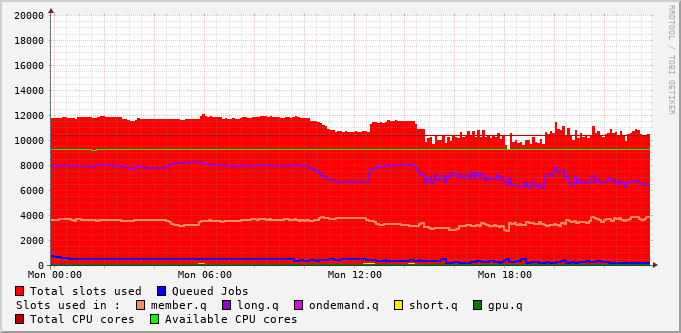 20000
18000
16000
14000
12000
10000
8000
6000
4000
2000
0
Mon 00:00 Mon 06:00 Mon 12:00 Mon 18:00
Total slots used Queued Jobs
Slots used in : member.q long.q ondemand.q short.q gpu.q
Total CPU cores Available CPU cores
RRDTOOL / TOBI OETIKER